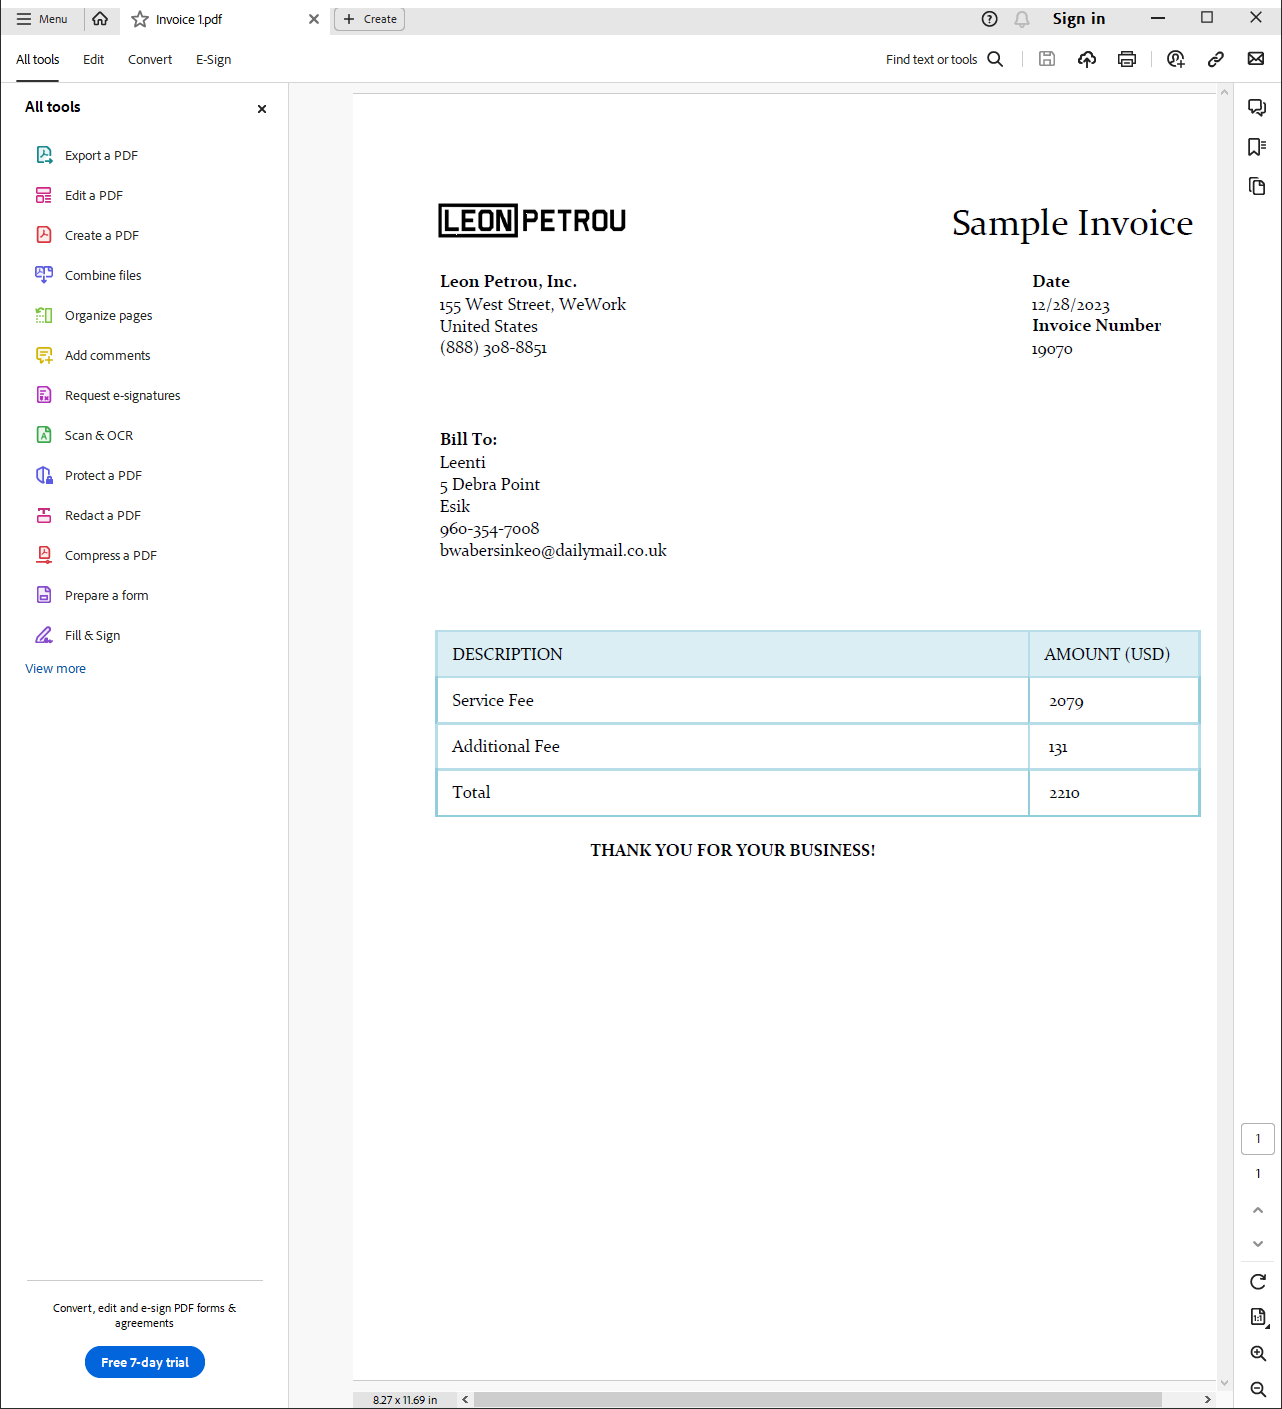 Menu
Invoice 1.pdf
Create
Sign in
All tools
Edit
Convert
E-Sign
Find text or tools
All tools
Export a PDF
Edit a PDF
Create a PDF
Combine files
Organize pages
Add comments
Request e-signatures
Scan & OCR
Protect a PDF
Redact a PDF
Compress a PDF
Prepare a form
Fill & Sign
View more
Convert, edit and e-sign PDF forms &
agreements
Free 7-day trial
LEON PETROU
Sample Invoice
Leon Petrou, Inc.
155 West Street, WeWork
United States
(888) 308-8851
Date
12/28/2023
Invoice Number
19070
Bill To:
Leenti
5 Debra Point
Esik
960-354-7008
bwabersinkeo@dailymail.co.uk
DESCRIPTION AMOUNT (USD)
Service Fee 2079
Additional Fee 131
Total 2210
THANK YOU FOR YOUR BUSINESS!
8.27 x 11.69 in
1
1
1:1